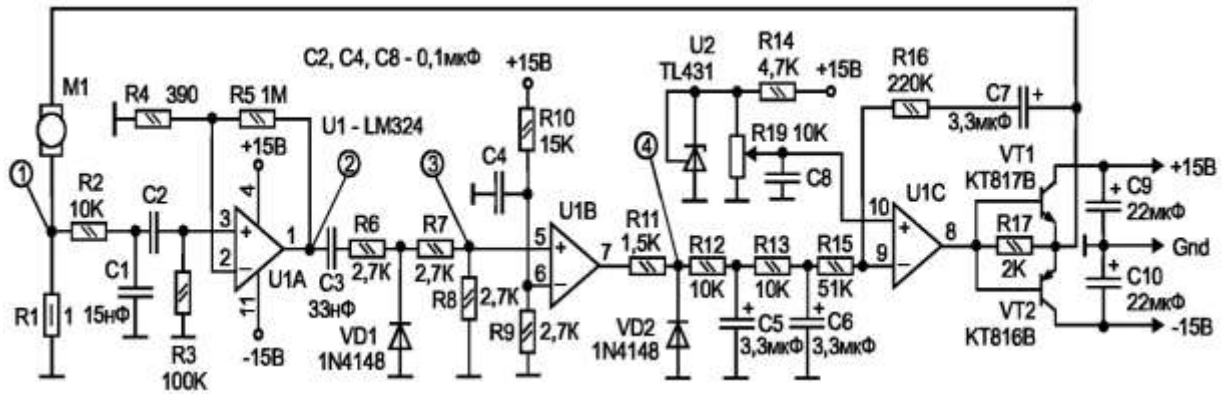 M1
R4 390
R5 1M
C2, C4, C8 - 0,1мкФ
U1 - LM324
+15В
4
+15В
R10
15K
C4
U2
TL431
R14
4,7K
+15В
R19 10K
C8
R16
220K
C7
3,3мкФ
+
VT1
КТ817В
+15В
+ C9
22мкФ
Gnd
+ C10
22мкФ
-15В
VT2
КТ816В
R17
2K
U1C
10
+
9
-
8
1
R2
10K
C2
3
+
2
-
1
U1A
11
-15В
C1
15нФ
R1
1
R3
100K
2
C3
33нФ
R6
2,7K
R7
2,7K
3
VD1
1N4148
R8
2,7K
R9
2,7K
U1B
5
+
6
-
7
4
R11
1,5K
VD2
1N4148
R12
10K
R13
10K
R15
51K
+
C5
3,3мкФ
+
C6
3,3мкФ